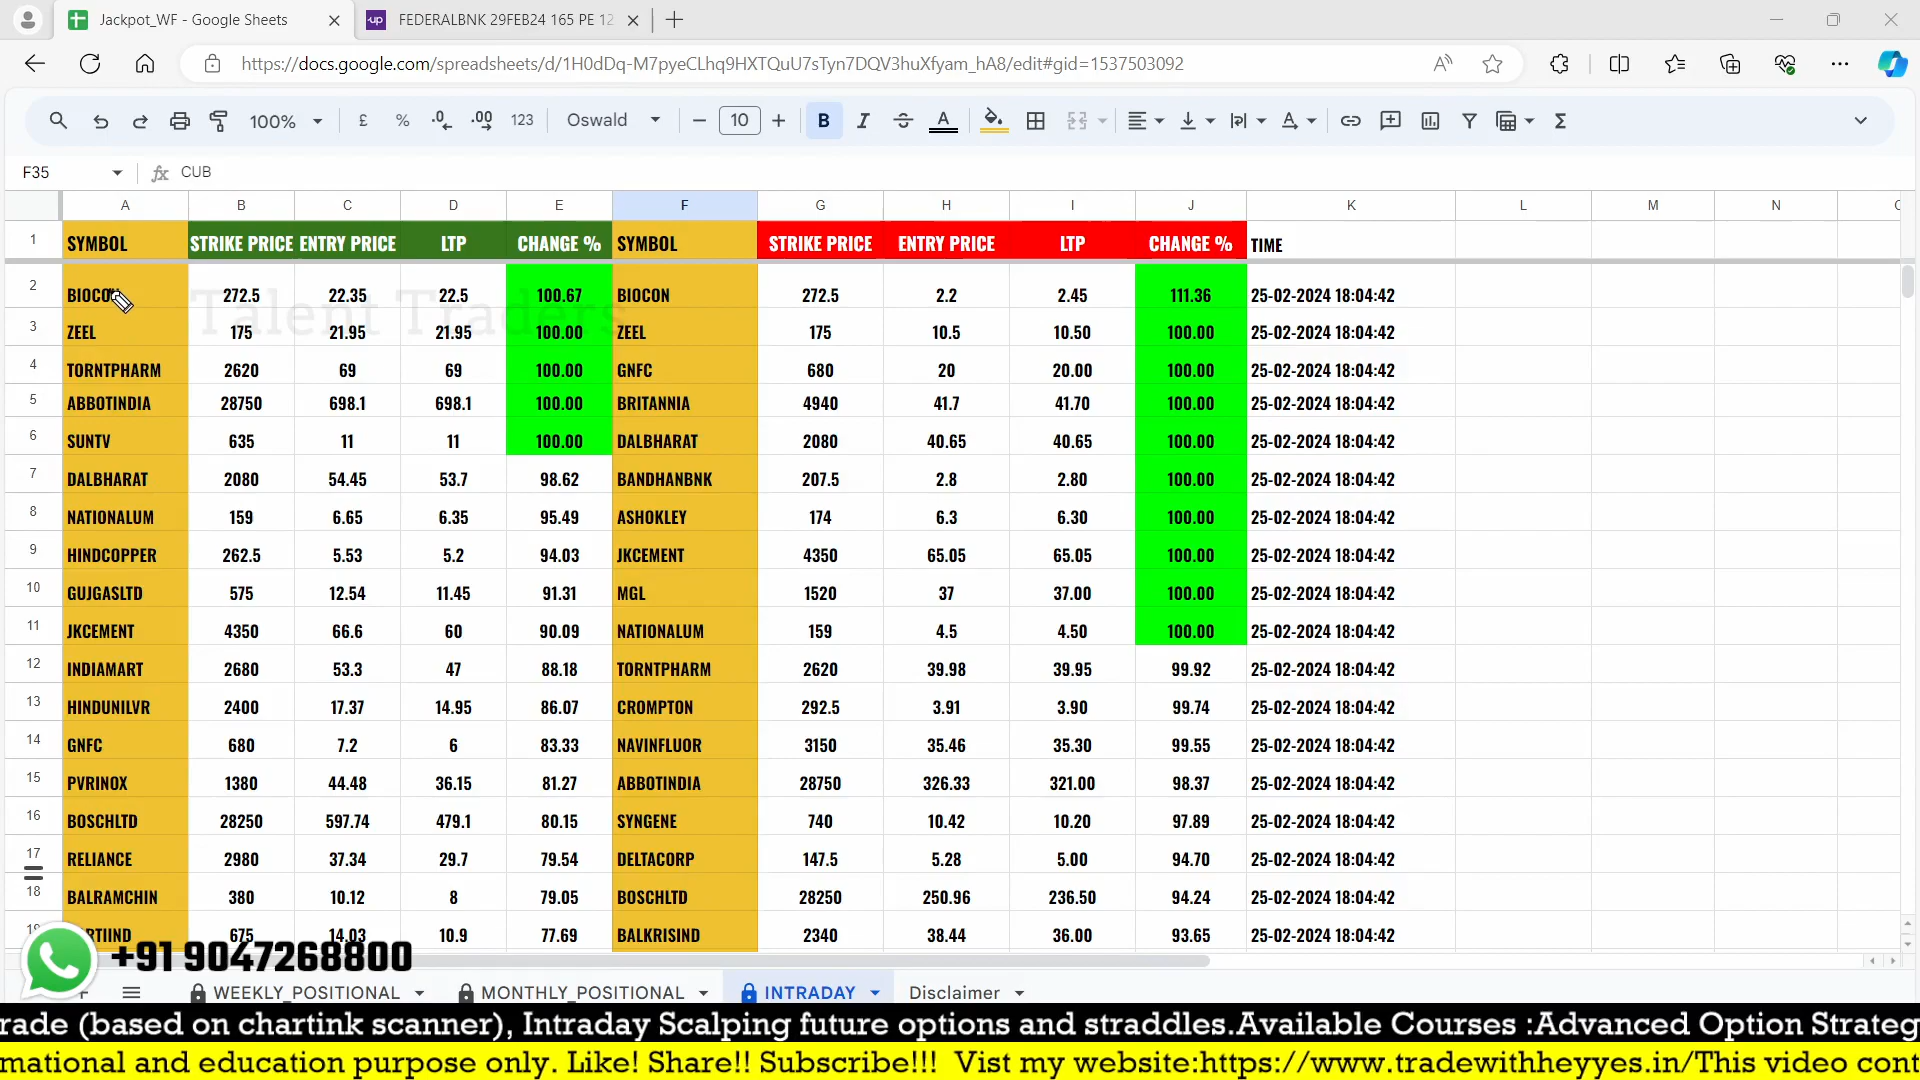 Jackpot_WF - Google Sheets
FEDERALBNK 29FEB24 165 PE 12
https://docs.google.com/spreadsheets/d/1H0dDq-M7pyeCLhq9HXTQuU7sTyn7DQV3huXfyam_hA8/edit#gid=1537503092
100% £ % .0 .00 123 Oswald 10 B I A Σ
F35 fx CUB
A B C D E F G H I J K L M N
1 SYMBOL STRIKE PRICE ENTRY PRICE LTP CHANGE % SYMBOL STRIKE PRICE ENTRY PRICE LTP CHANGE % TIME
Talent Traders
2 BIOCON 272.5 22.35 22.5 100.67 BIOCON 272.5 2.2 2.45 111.36 25-02-2024 18:04:42
3 ZEEL 175 21.95 21.95 100.00 ZEEL 175 10.5 10.50 100.00 25-02-2024 18:04:42
4 TORNTPHARM 2620 69 69 100.00 GNFC 680 20 20.00 100.00 25-02-2024 18:04:42
5 ABBOTINDIA 28750 698.1 698.1 100.00 BRITANNIA 4940 41.7 41.70 100.00 25-02-2024 18:04:42
6 SUNTV 635 11 11 100.00 DALBHARAT 2080 40.65 40.65 100.00 25-02-2024 18:04:42
7 DALBHARAT 2080 54.45 53.7 98.62 BANDHANBNK 207.5 2.8 2.80 100.00 25-02-2024 18:04:42
8 NATIONALUM 159 6.65 6.35 95.49 ASHOKLEY 174 6.3 6.30 100.00 25-02-2024 18:04:42
9 HINDCOPPER 262.5 5.53 5.2 94.03 JKCEMENT 4350 65.05 65.05 100.00 25-02-2024 18:04:42
10 GUJGASLTD 575 12.54 11.45 91.31 MGL 1520 37 37.00 100.00 25-02-2024 18:04:42
11 JKCEMENT 4350 66.6 60 90.09 NATIONALUM 159 4.5 4.50 100.00 25-02-2024 18:04:42
12 INDIAMART 2680 53.3 47 88.18 TORNTPHARM 2620 39.98 39.95 99.92 25-02-2024 18:04:42
13 HINDUNILVR 2400 17.37 14.95 86.07 CROMPTON 292.5 3.91 3.90 99.74 25-02-2024 18:04:42
14 GNFC 680 7.2 6 83.33 NAVINFLUOR 3150 35.46 35.30 99.55 25-02-2024 18:04:42
15 PVRINOX 1380 44.48 36.15 81.27 ABBOTINDIA 28750 326.33 321.00 98.37 25-02-2024 18:04:42
16 BOSCHLTD 28250 597.74 479.1 80.15 SYNGENE 740 10.42 10.20 97.89 25-02-2024 18:04:42
17 RELIANCE 2980 37.34 29.7 79.54 DELTACORP 147.5 5.28 5.00 94.70 25-02-2024 18:04:42
18 BALRAMCHIN 380 10.12 8 79.05 BOSCHLTD 28250 250.96 236.50 94.24 25-02-2024 18:04:42
19 RTIIND 675 14.03 10.9 77.69 BALKRISIND 2340 38.44 36.00 93.65 25-02-2024 18:04:42
+91 9047268800
WEEKLY_POSITIONAL MONTHLY_POSITIONAL INTRADAY Disclaimer
rade (based on chartink scanner), Intraday Scalping future options and straddles.Available Courses :Advanced Option Strateg
mational and education purpose only. Like! Share!! Subscribe!!! Vist my website:https://www.tradewithheyyes.in/This video cont